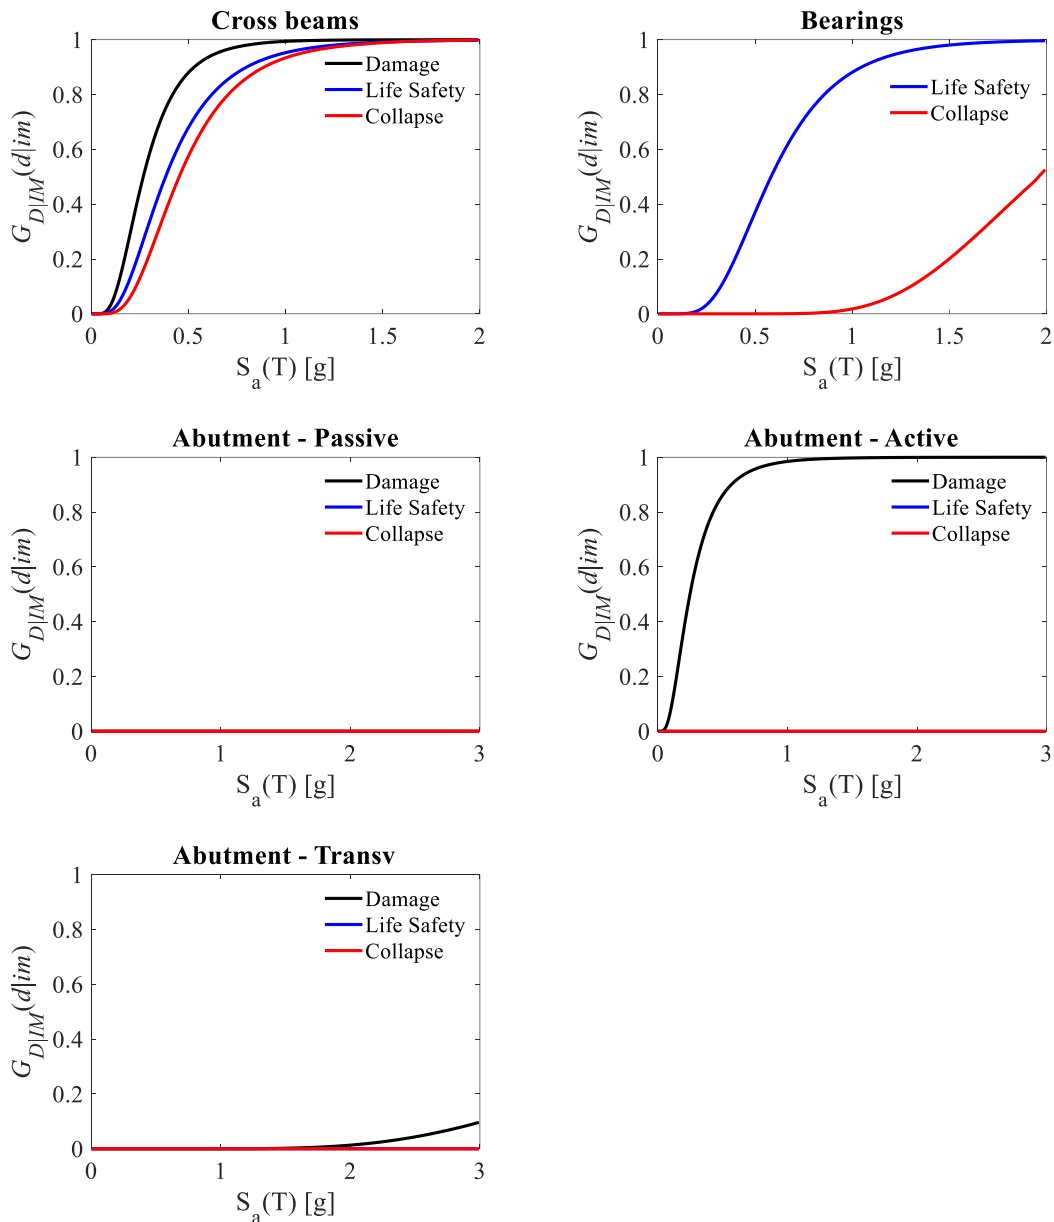 Cross beams
1
0.8
0.6
0.4
0.2
0
G_{D|IM}(d|im)
Damage
Life Safety
Collapse
0
0.5
1
1.5
2
S_a(T) [g]
Bearings
1
0.8
0.6
0.4
0.2
0
G_{D|IM}(d|im)
Life Safety
Collapse
0
0.5
1
1.5
2
S_a(T) [g]
Abutment - Passive
1
0.8
0.6
0.4
0.2
0
G_{D|IM}(d|im)
Damage
Life Safety
Collapse
0
1
2
3
S_a(T) [g]
Abutment - Active
1
0.8
0.6
0.4
0.2
0
G_{D|IM}(d|im)
Damage
Life Safety
Collapse
0
1
2
3
S_a(T) [g]
Abutment - Transv
1
0.8
0.6
0.4
0.2
0
G_{D|IM}(d|im)
Damage
Life Safety
Collapse
0
1
2
3
S_a(T) [g]